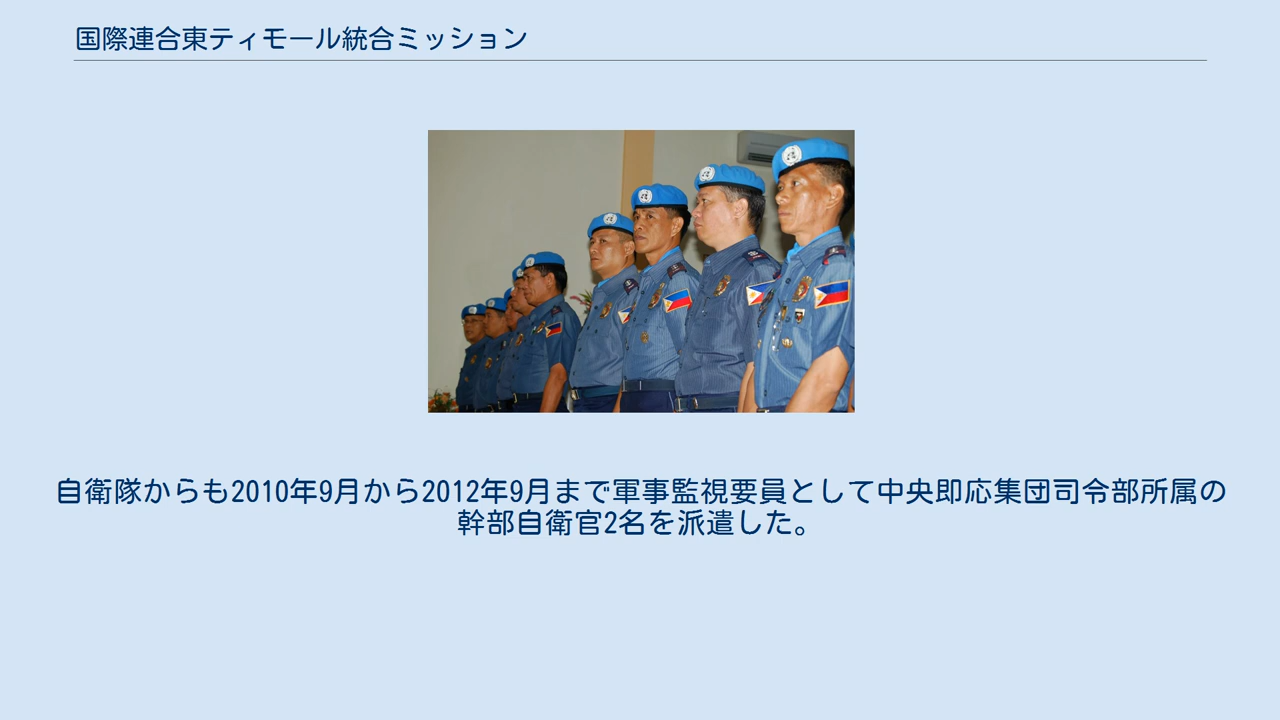 国際連合東ティモール統合ミッション
自衛隊からも2010年9月から2012年9月まで軍事監視要員として中央即応集団司令部所属の
幹部自衛官2名を派遣した。